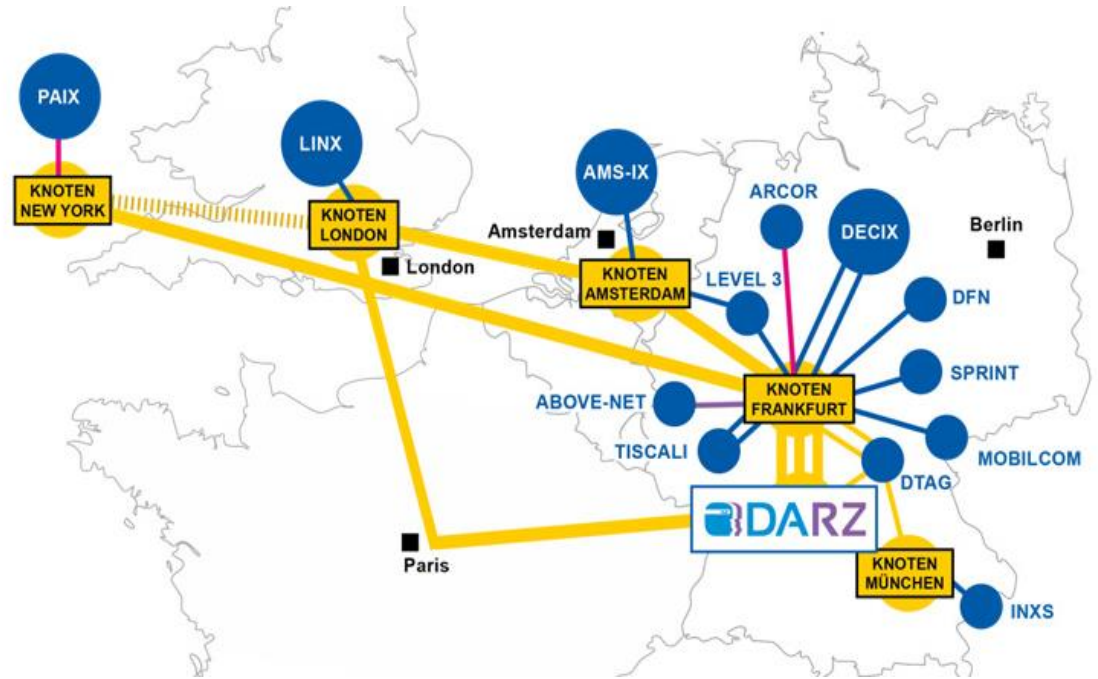 PAIX
KNOTEN
NEW YORK
LINX
KNOTEN
LONDON
London
AMS-IX
Amsterdam
KNOTEN
AMSTERDAM
ARCOR
DECIX
Berlin
LEVEL 3
DFN
SPRINT
KNOTEN
FRANKFURT
ABOVE-NET
TISCALI
MOBILCOM
DTAG
DARZ
Paris
KNOTEN
MÜNCHEN
INXS